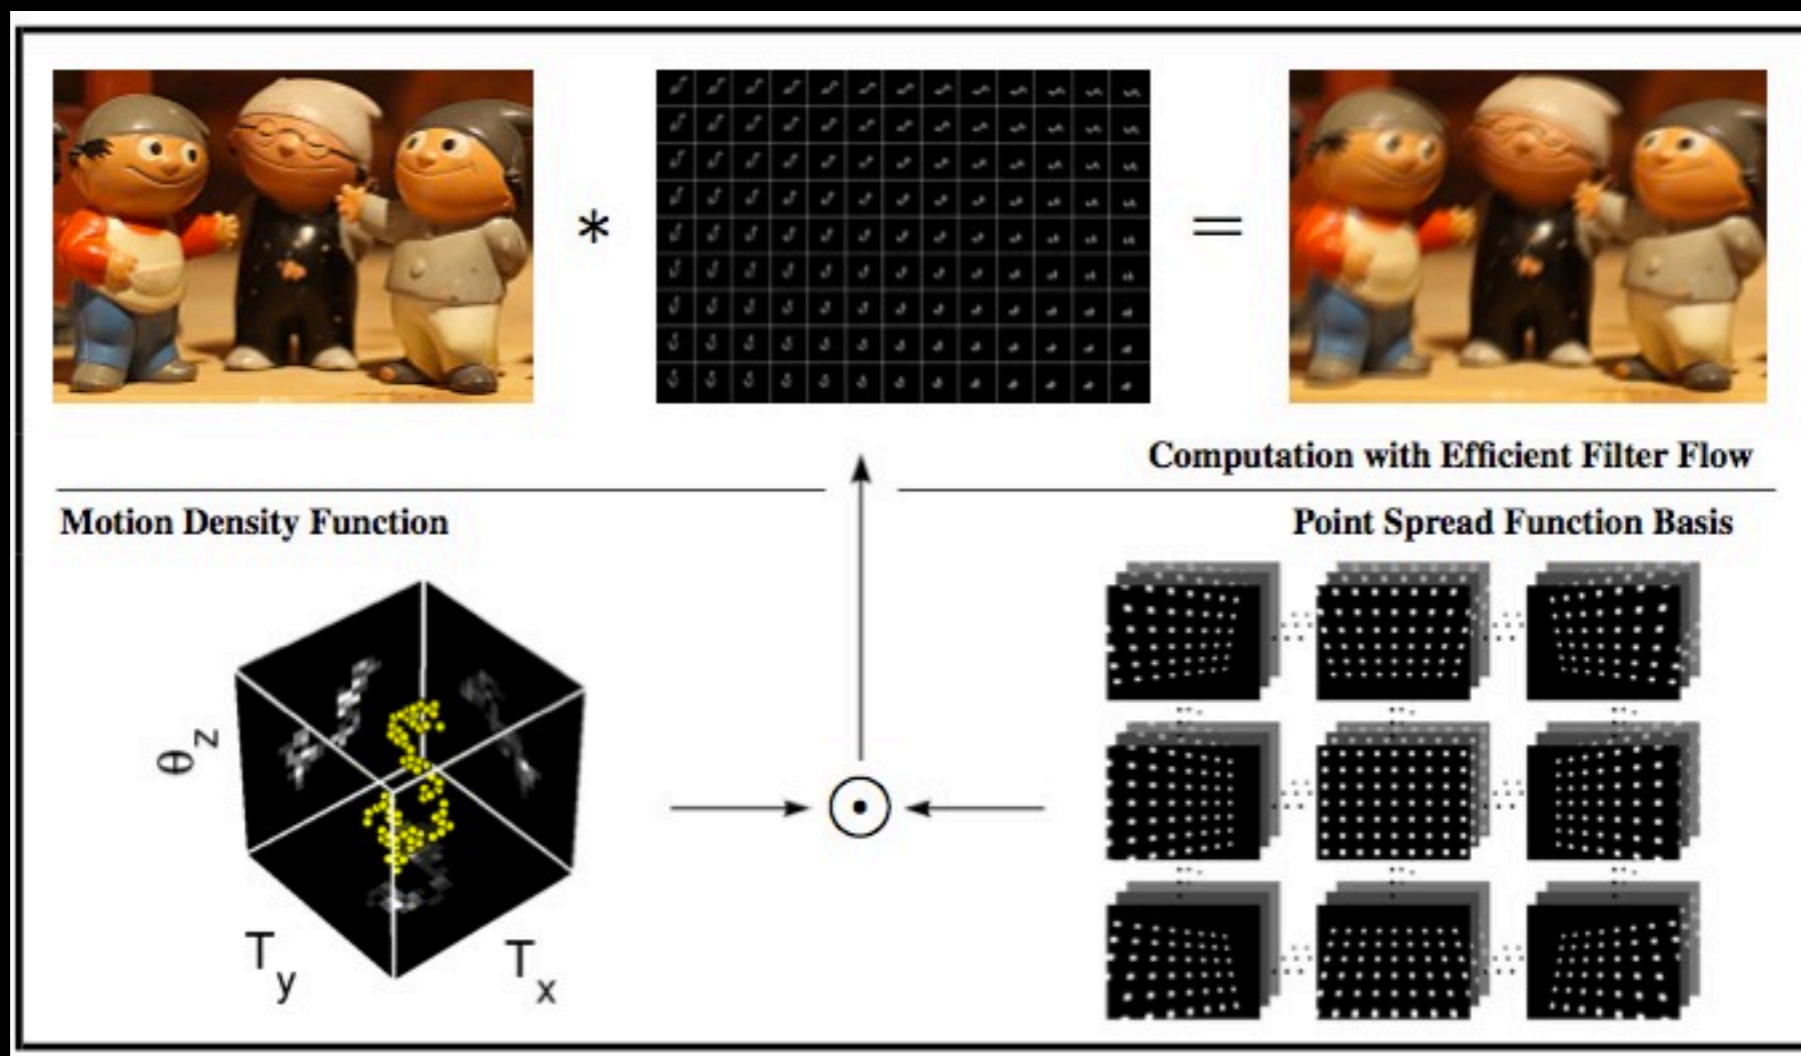 *
=
Computation with Efficient Filter Flow
Motion Density Function
Point Spread Function Basis
θz
Ty
Tx